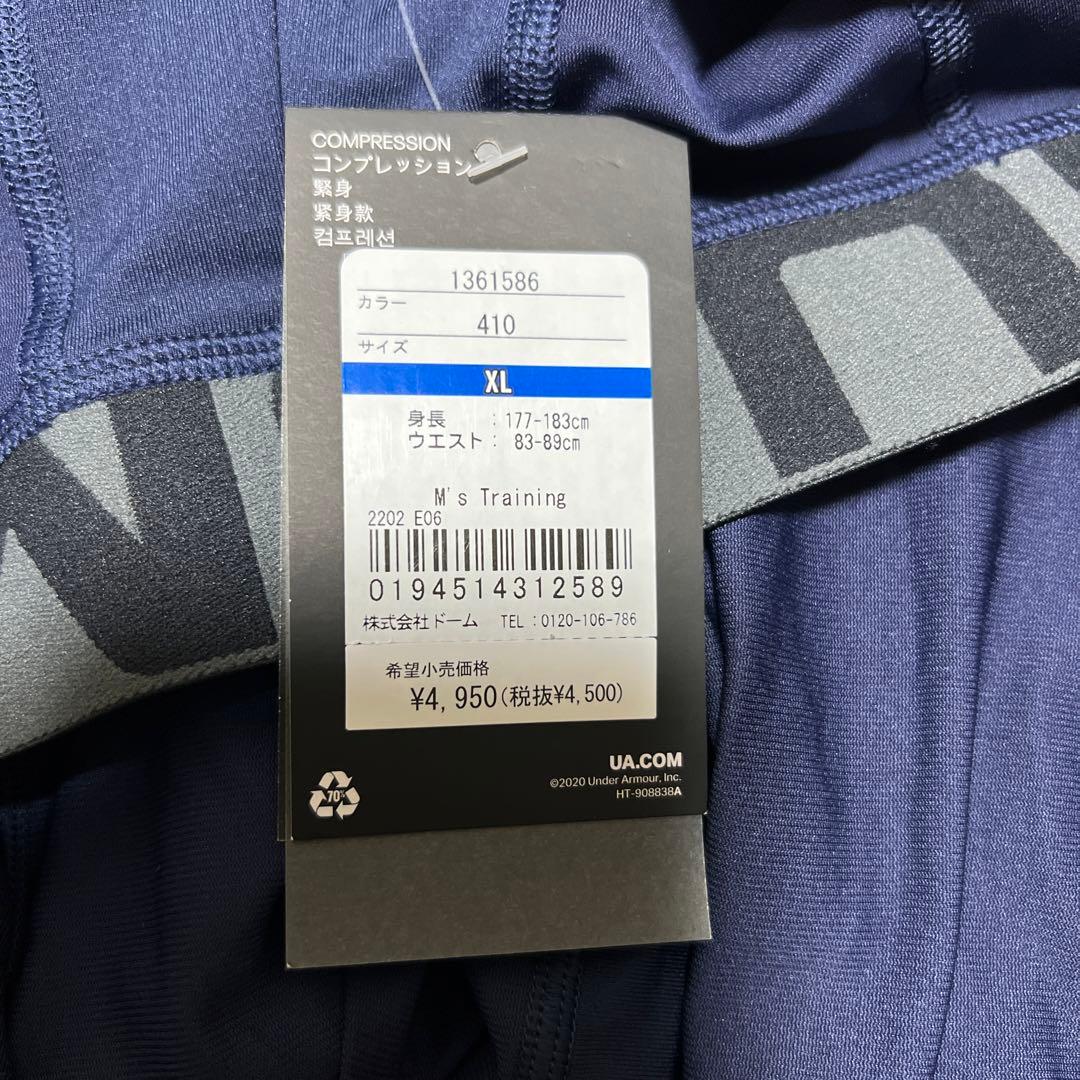 COMPRESSION
コンプレッション
緊身
紧身款
컴프레션
1361586
カラー
410
サイズ
XL
身長 : 177-183cm
ウエスト : 83-89cm
M's Training
2202 E06
0194514312589
株式会社ドーム TEL : 0120-106-786
希望小売価格
¥4,950(税抜¥4,500)
UA.COM
©2020 Under Armour, Inc.
HT-908838A
70%